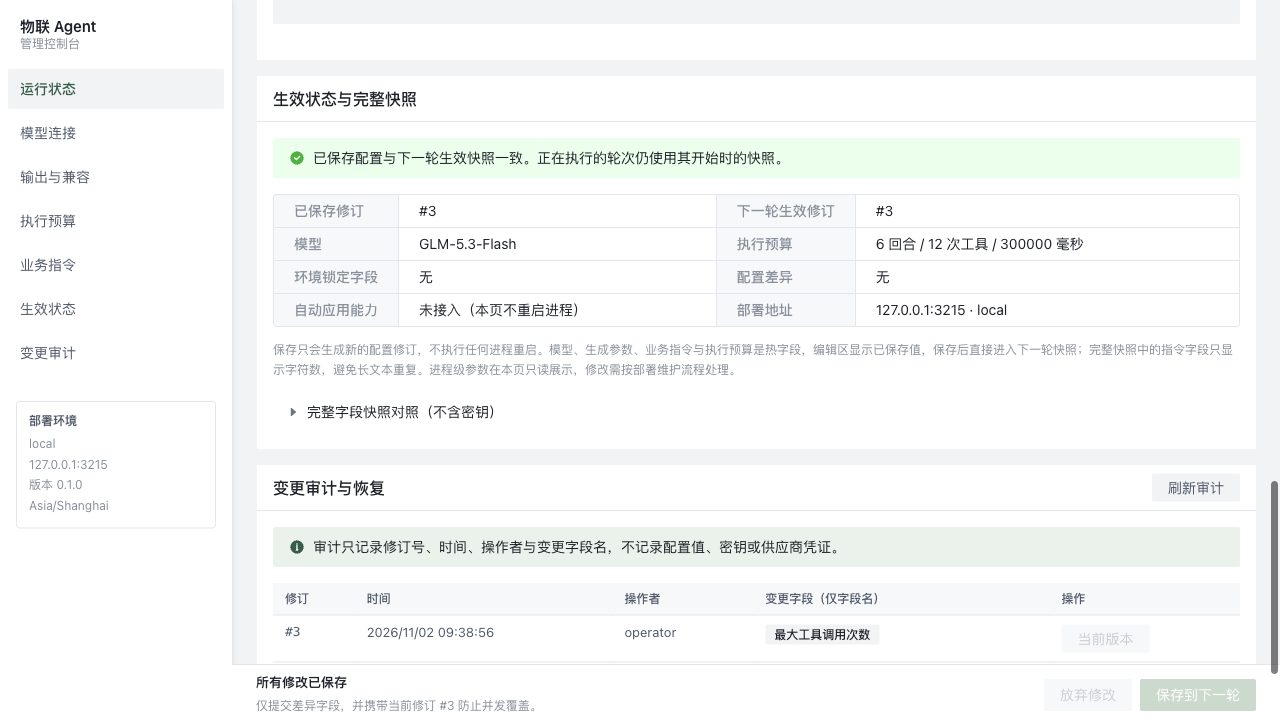 物联 Agent
管理控制台
运行状态
模型连接
输出与兼容
执行预算
业务指令
生效状态
变更审计
部署环境
local
127.0.0.1:3215
版本 0.1.0
Asia/Shanghai
生效状态与完整快照
已保存配置与下一轮生效快照一致。正在执行的轮次仍使用其开始时的快照。
已保存修订 #3 下一轮生效修订 #3
模型 GLM-5.3-Flash 执行预算 6 回合 / 12 次工具 / 300000 毫秒
环境锁定字段 无 配置差异 无
自动应用能力 未接入（本页不重启进程） 部署地址 127.0.0.1:3215 · local
保存只会生成新的配置修订，不执行任何进程重启。模型、生成参数、业务指令与执行预算是热字段，编辑区显示已保存值，保存后直接进入下一轮快照；完整快照中的指令字段只显
示字符数，避免长文本重复。进程级参数在本页只读展示，修改需按部署维护流程处理。
完整字段快照对照（不含密钥）
变更审计与恢复
刷新审计
审计只记录修订号、时间、操作者与变更字段名，不记录配置值、密钥或供应商凭证。
修订 时间 操作者 变更字段（仅字段名） 操作
#3 2026/11/02 09:38:56 operator 最大工具调用次数 当前版本
所有修改已保存
仅提交差异字段，并携带当前修订 #3 防止并发覆盖。
放弃修改
保存到下一轮